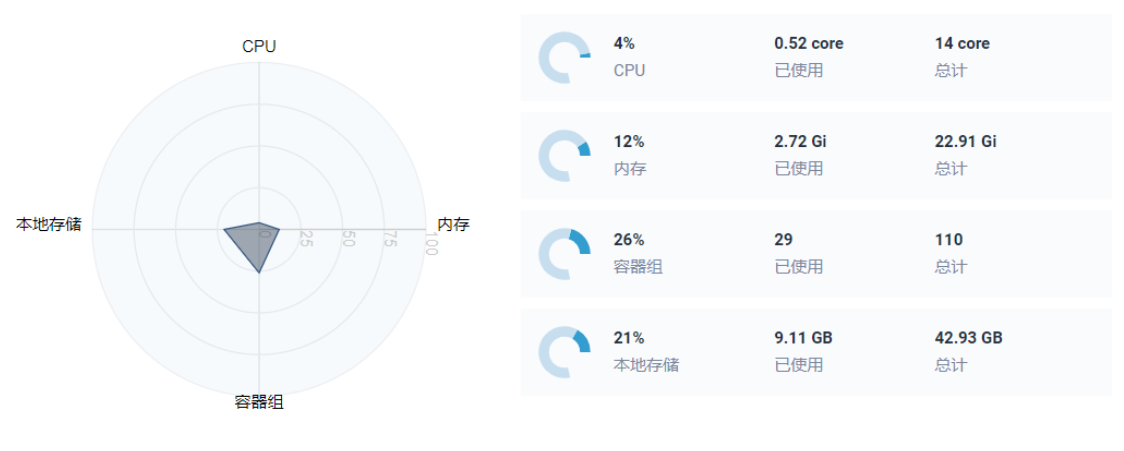 CPU
本地存储
内存
0
25
50
75
100
容器组
4%
0.52 core
14 core
CPU
已使用
总计
12%
2.72 Gi
22.91 Gi
内存
已使用
总计
26%
29
110
容器组
已使用
总计
21%
9.11 GB
42.93 GB
本地存储
已使用
总计